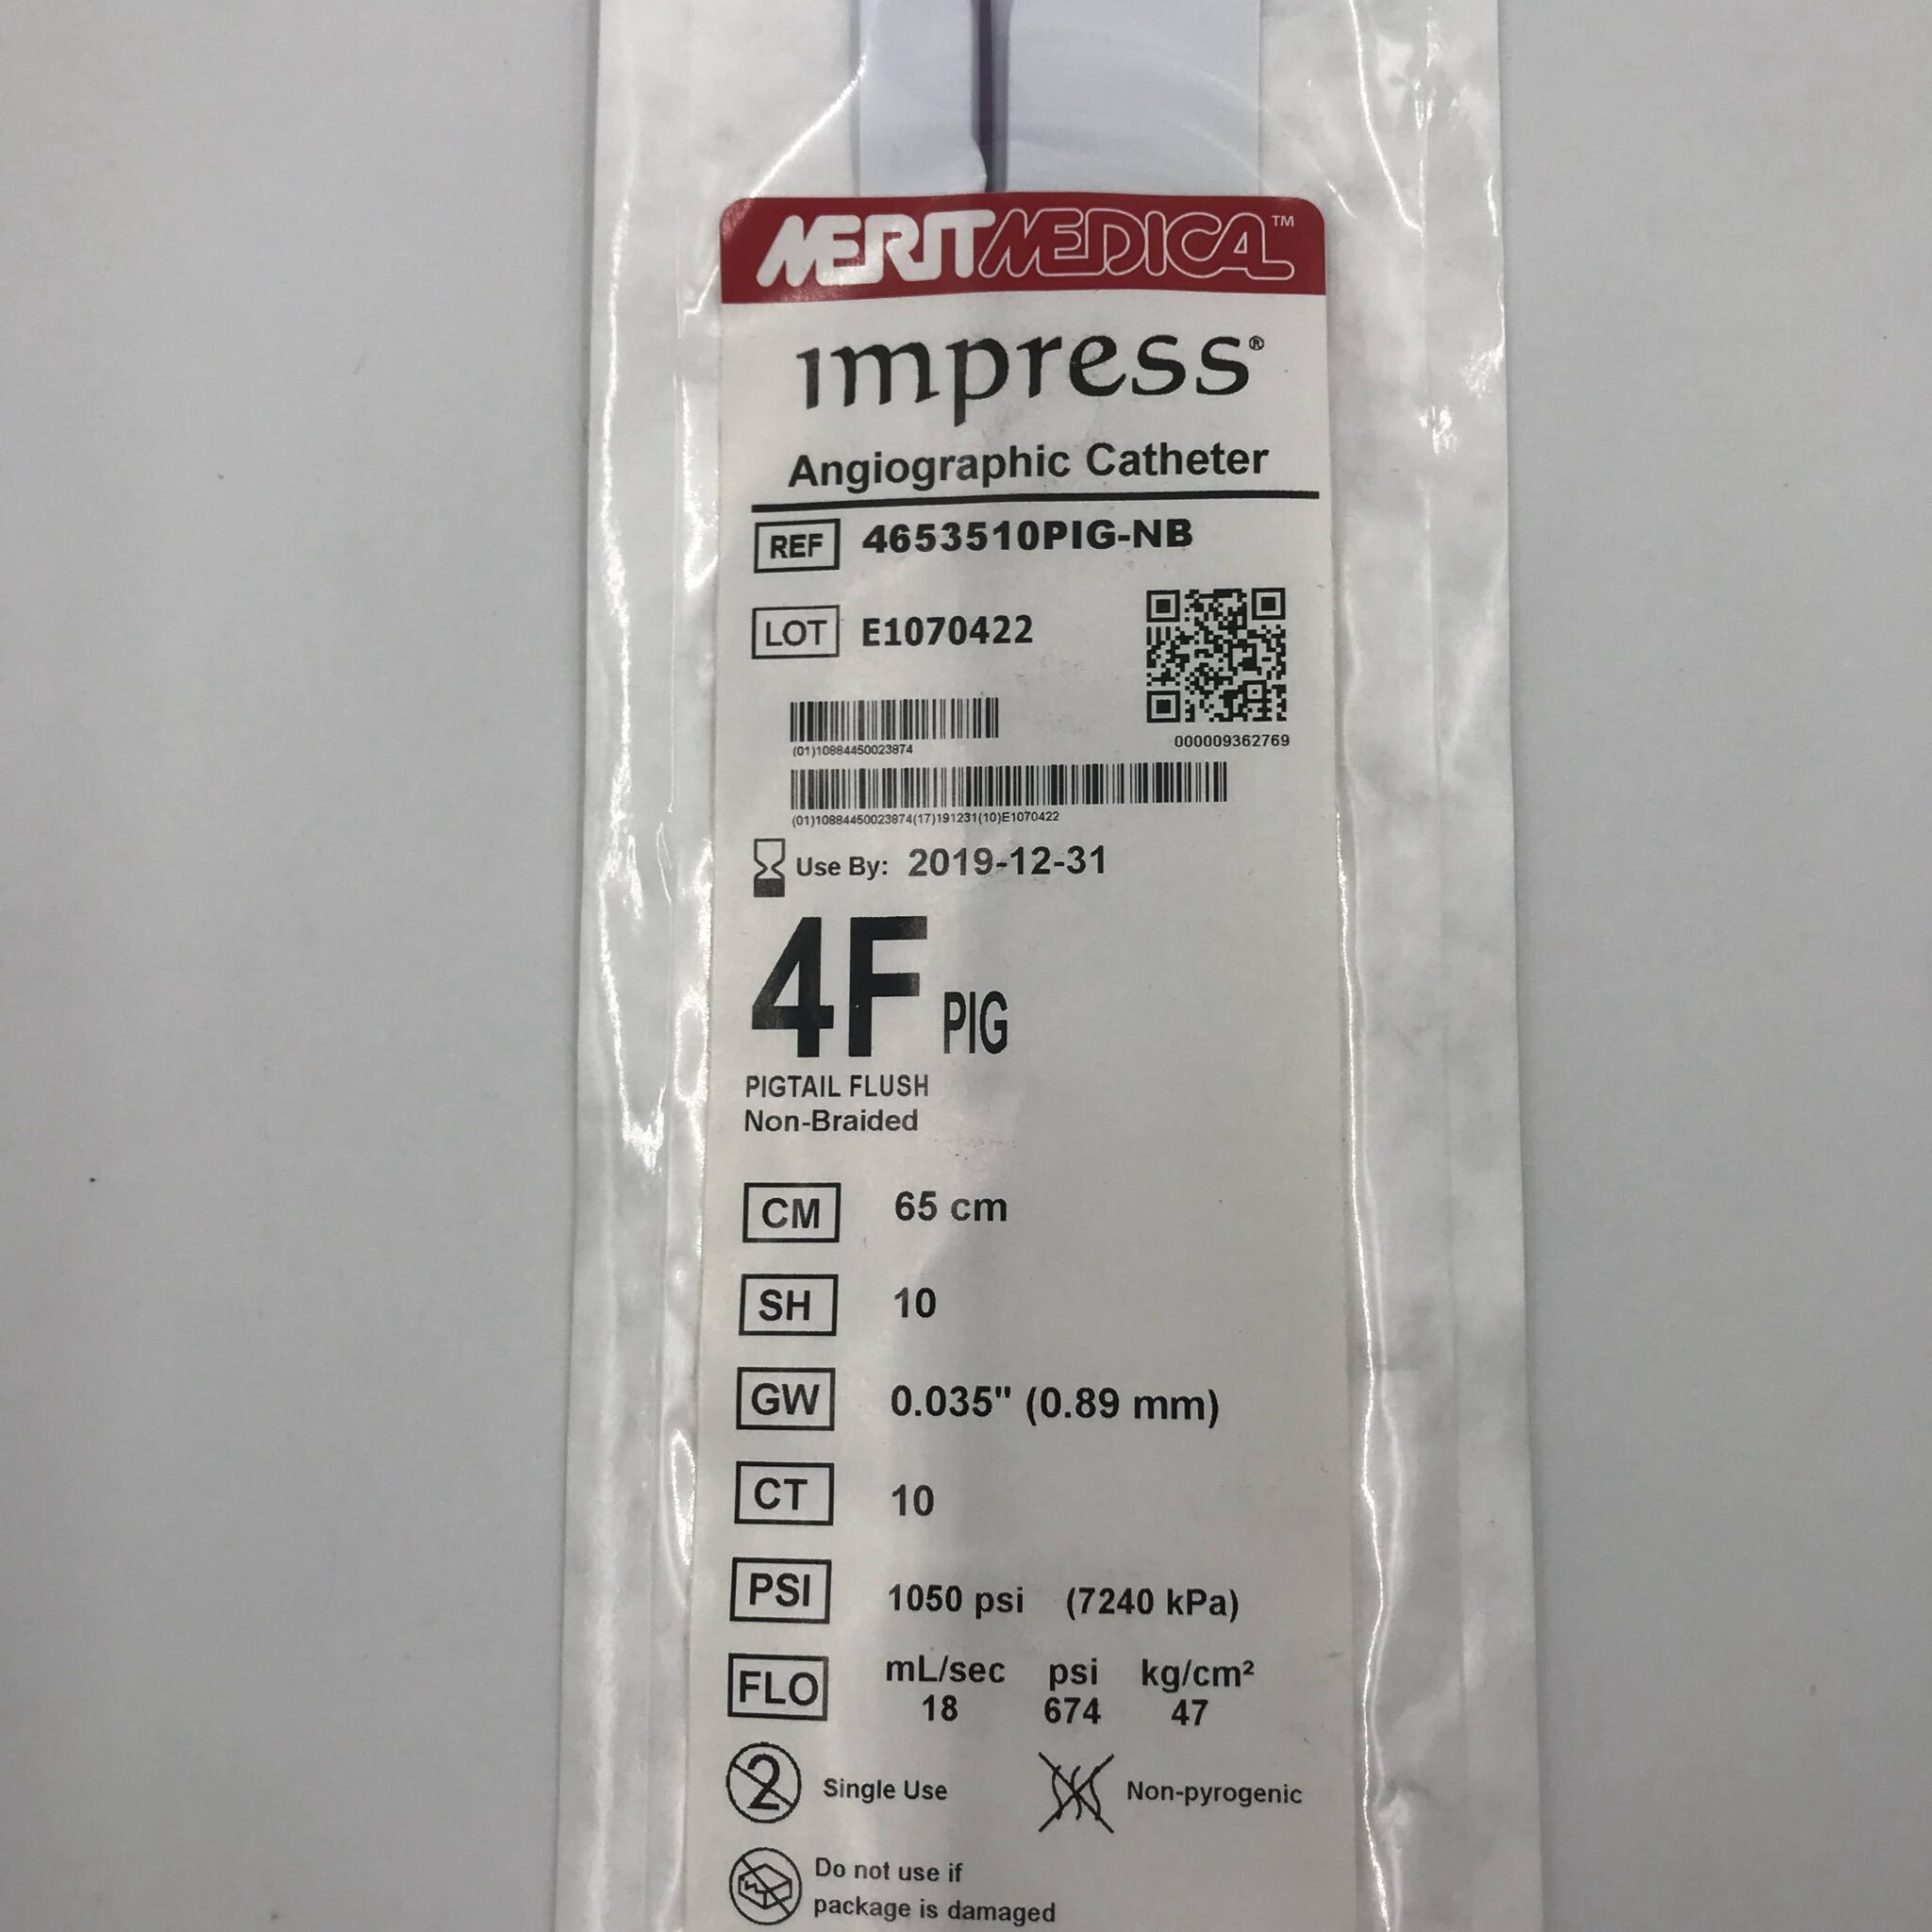 MERITMEDICAL™
impress®
Angiographic Catheter
REF 4653510PIG-NB
LOT E1070422
000009362769
(01)10884450023874
(01)10884450023874(17)191231(10)E1070422
Use By: 2019-12-31
4F PIG
PIGTAIL FLUSH
Non-Braided
CM 65 cm
SH 10
GW 0.035" (0.89 mm)
CT 10
PSI 1050 psi (7240 kPa)
FLO mL/sec psi kg/cm²
18 674 47
2 Single Use Non-pyrogenic
Do not use if
package is damaged